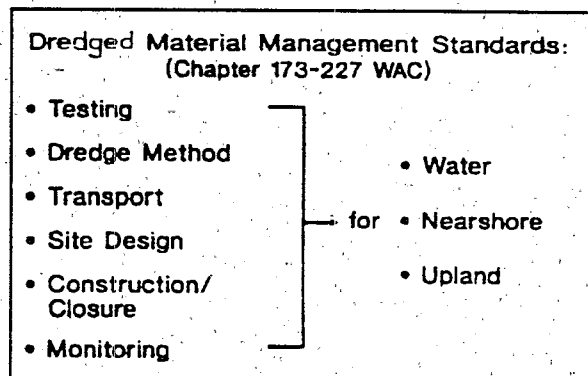 Dredged Material Management Standards:
(Chapter 173-227 WAC)
• Testing
• Dredge Method
• Transport
• Site Design
• Construction/
Closure
• Monitoring
for
• Water
• Nearshore
• Upland